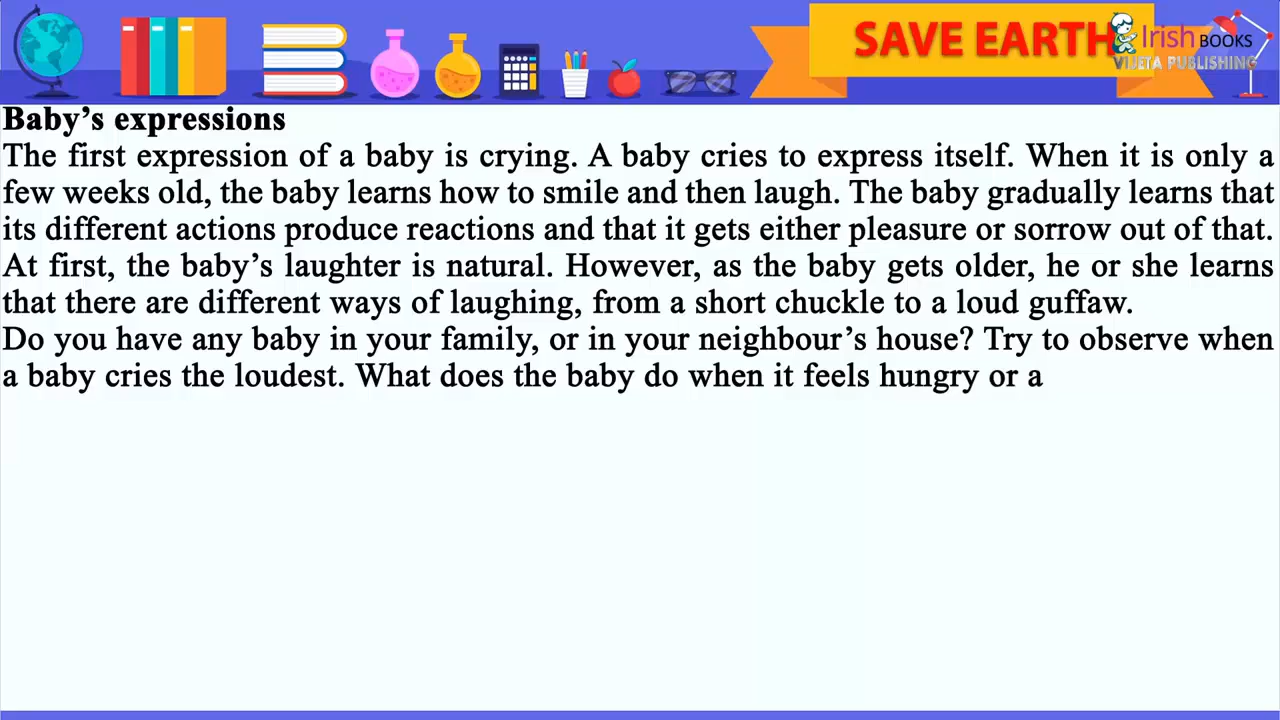 SAVE EARTH
Irish BOOKS
VIJETA PUBLISHING
Baby’s expressions
The first expression of a baby is crying. A baby cries to express itself. When it is only a
few weeks old, the baby learns how to smile and then laugh. The baby gradually learns that
its different actions produce reactions and that it gets either pleasure or sorrow out of that.
At first, the baby’s laughter is natural. However, as the baby gets older, he or she learns
that there are different ways of laughing, from a short chuckle to a loud guffaw.
Do you have any baby in your family, or in your neighbour’s house? Try to observe when
a baby cries the loudest. What does the baby do when it feels hungry or a